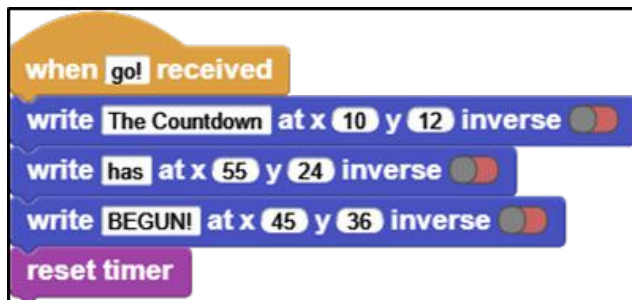 when go! received
write The Countdown at x 10 y 12 inverse
write has at x 55 y 24 inverse
write BEGUN! at x 45 y 36 inverse
reset timer